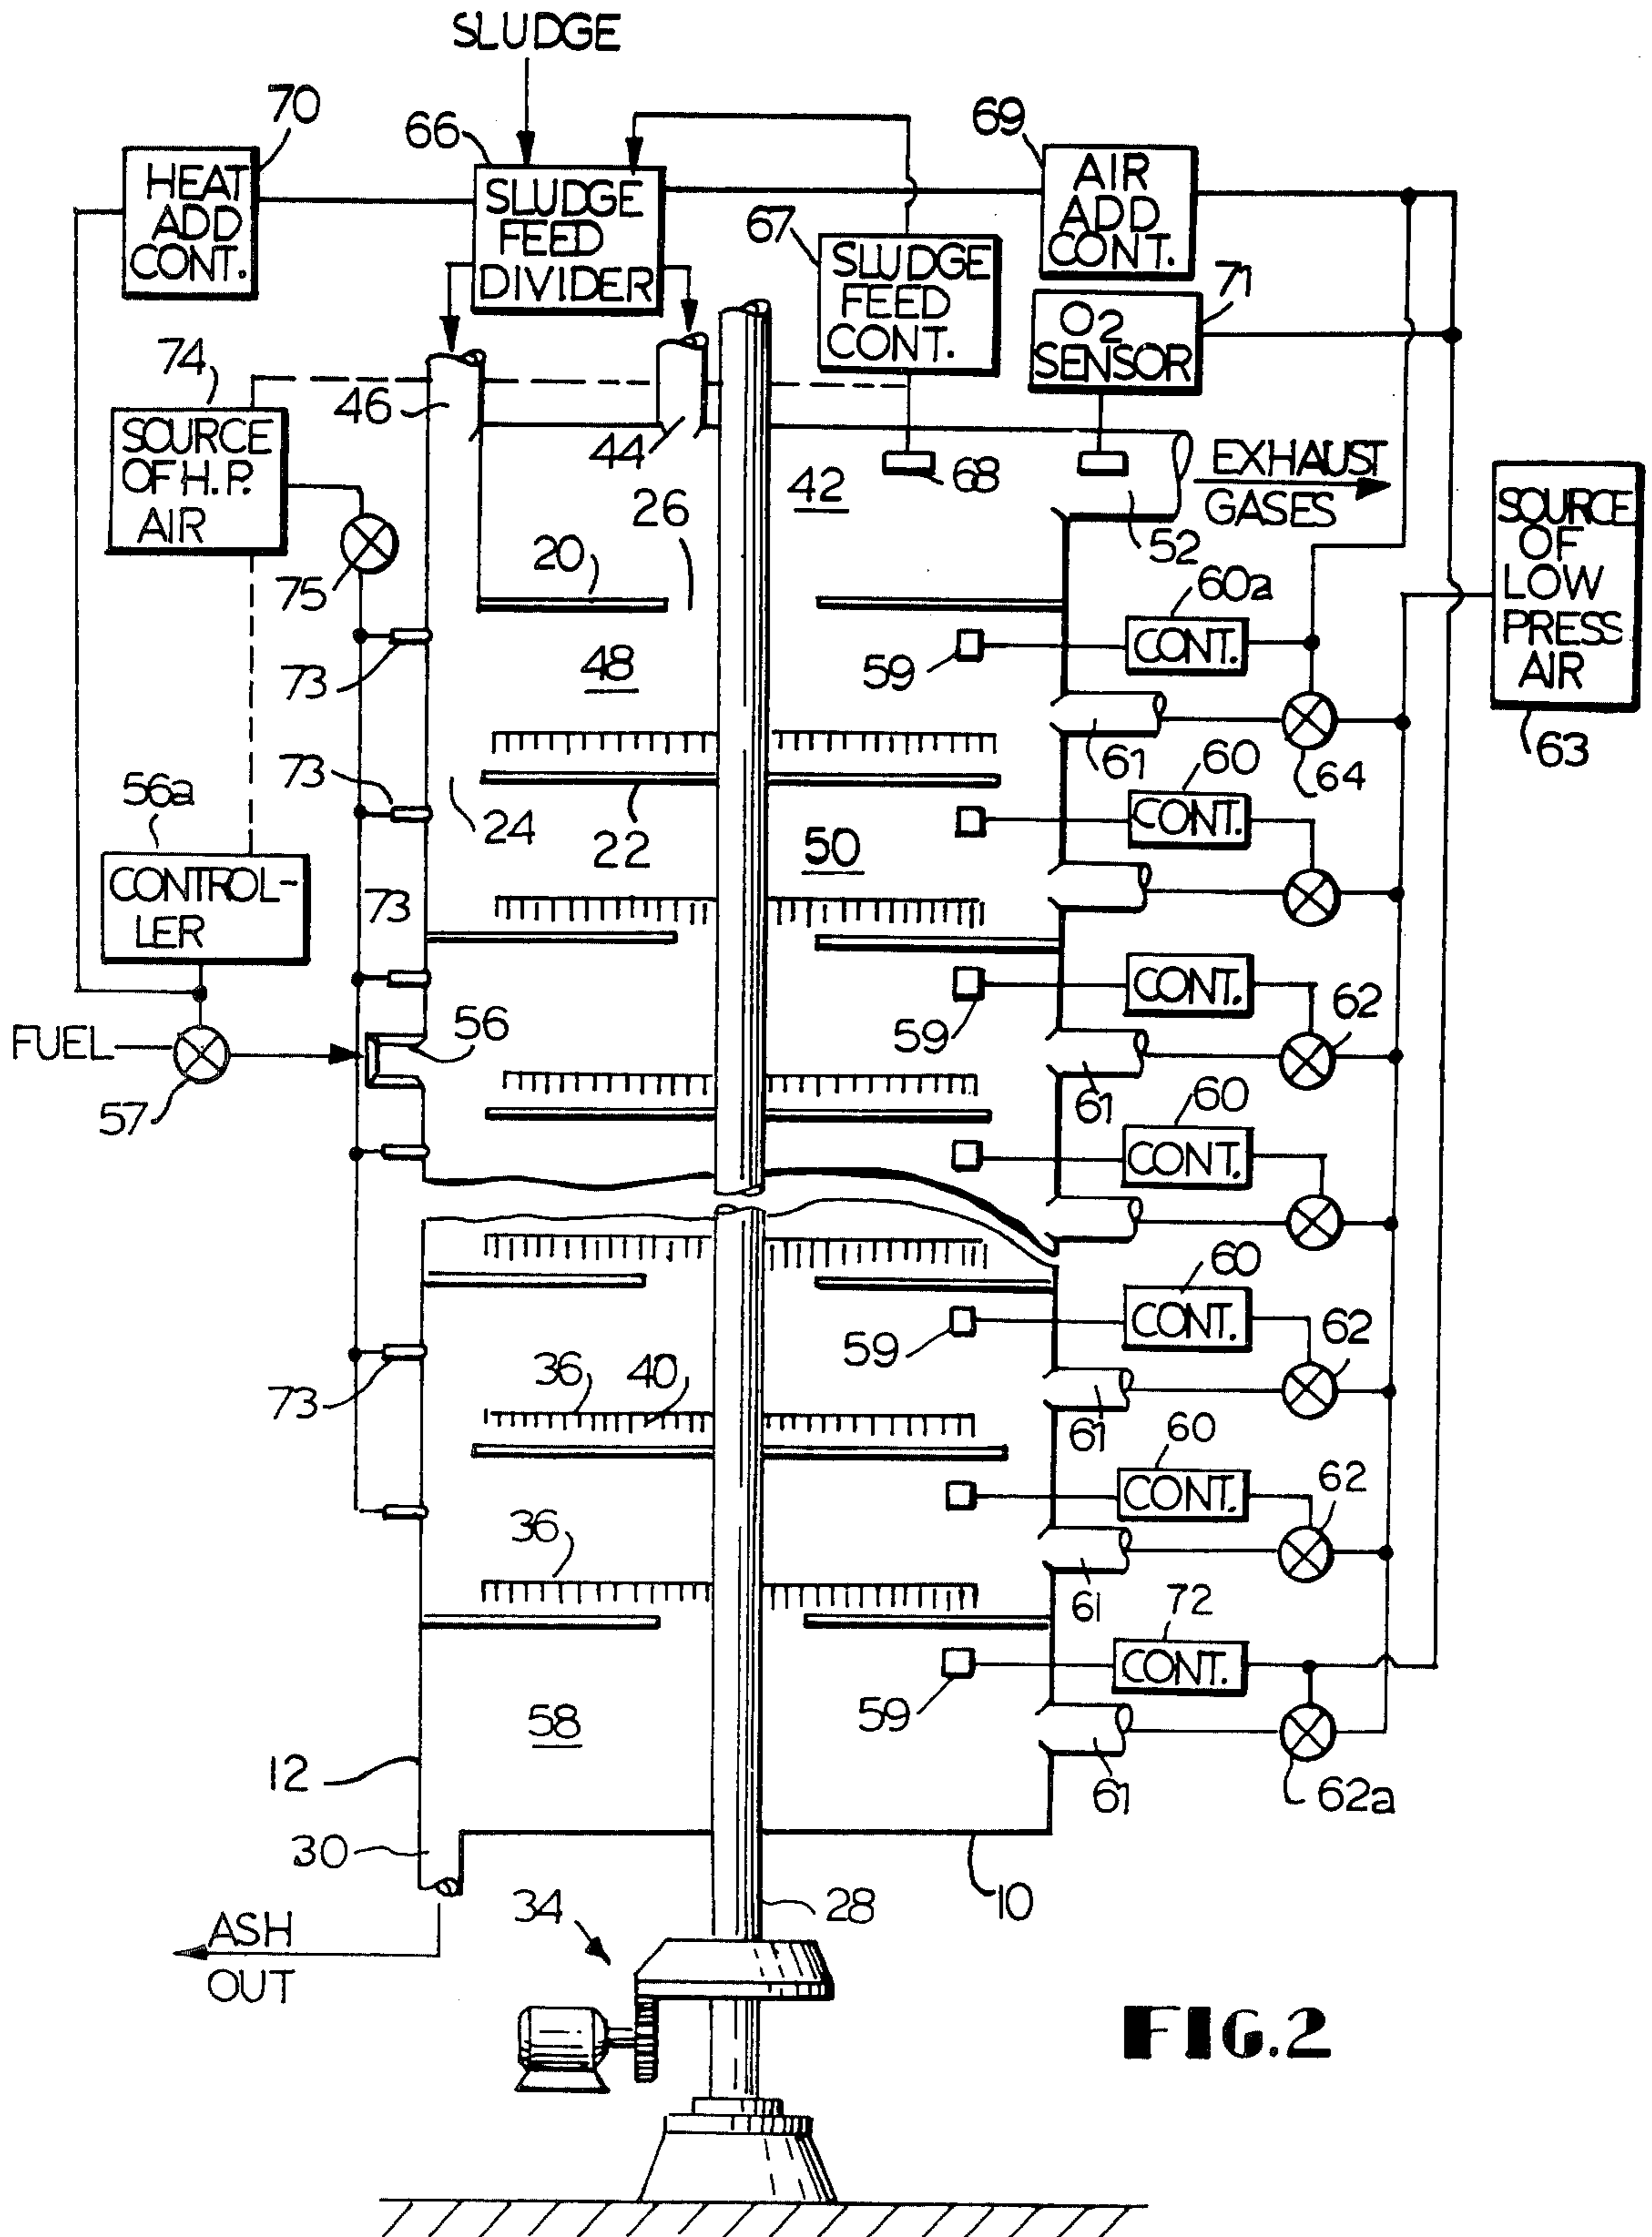 SLUDGE
70
66
69
HEAT
ADD
CONT.
SLUDGE
FEED
DIVIDER
67
SLUDGE
FEED
CONT.
AIR
ADD
CONT.
71
O2
SENSOR
74
46
44
SOURCE
OF H.P.
AIR
42
68
EXHAUST
GASES
SOURCE
OF
LOW
PRESS
AIR
26
52
20
75
60a
CONT.
59
48
73
61
64
63
73
60
CONT.
56a
24
22
50
CONTROL-
LER
73
CONT.
62
59
FUEL
56
61
57
60
CONT.
60
CONT.
62
59
36
40
73
61
60
CONT.
62
36
61
72
CONT.
59
58
12
61
62a
30
10
34
28
ASH
OUT
FIG.2